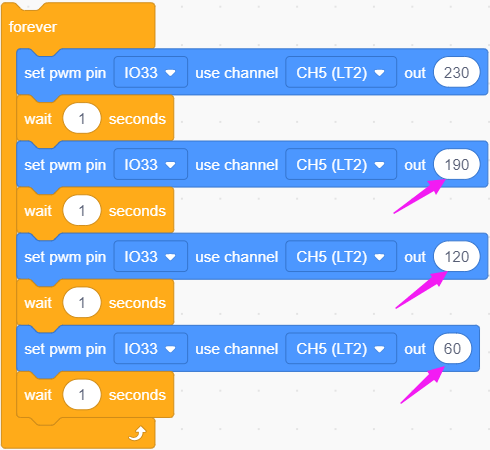 forever
set pwm pin IO33 use channel CH5 (LT2) out 230
wait 1 seconds
set pwm pin IO33 use channel CH5 (LT2) out 190
wait 1 seconds
set pwm pin IO33 use channel CH5 (LT2) out 120
wait 1 seconds
set pwm pin IO33 use channel CH5 (LT2) out 60
wait 1 seconds